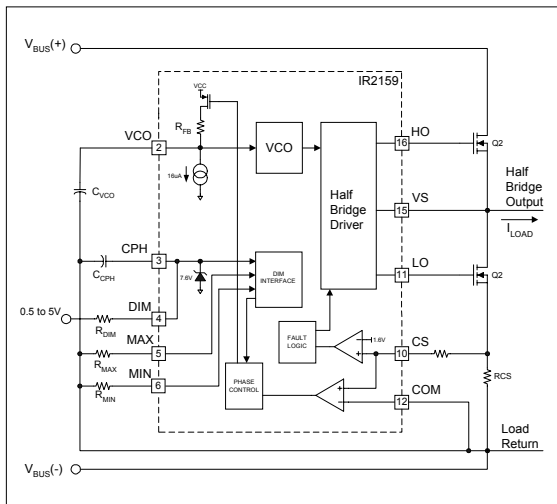 V_BUS(+)
IR2159
VCC
R_FB
VCO
2
16uA
C_VCO
VCO
Half
Bridge
Driver
16
HO
Q2
15
VS
Half
Bridge
Output
I_LOAD
11
LO
Q2
CPH
3
C_CPH
7.6V
DIM
INTERFACE
0.5 to 5V
DIM
4
R_DIM
MAX
5
R_MAX
MIN
6
R_MIN
FAULT
LOGIC
1.6V
10
CS
PHASE
CONTROL
RCS
COM
12
Load
Return
V_BUS(-)